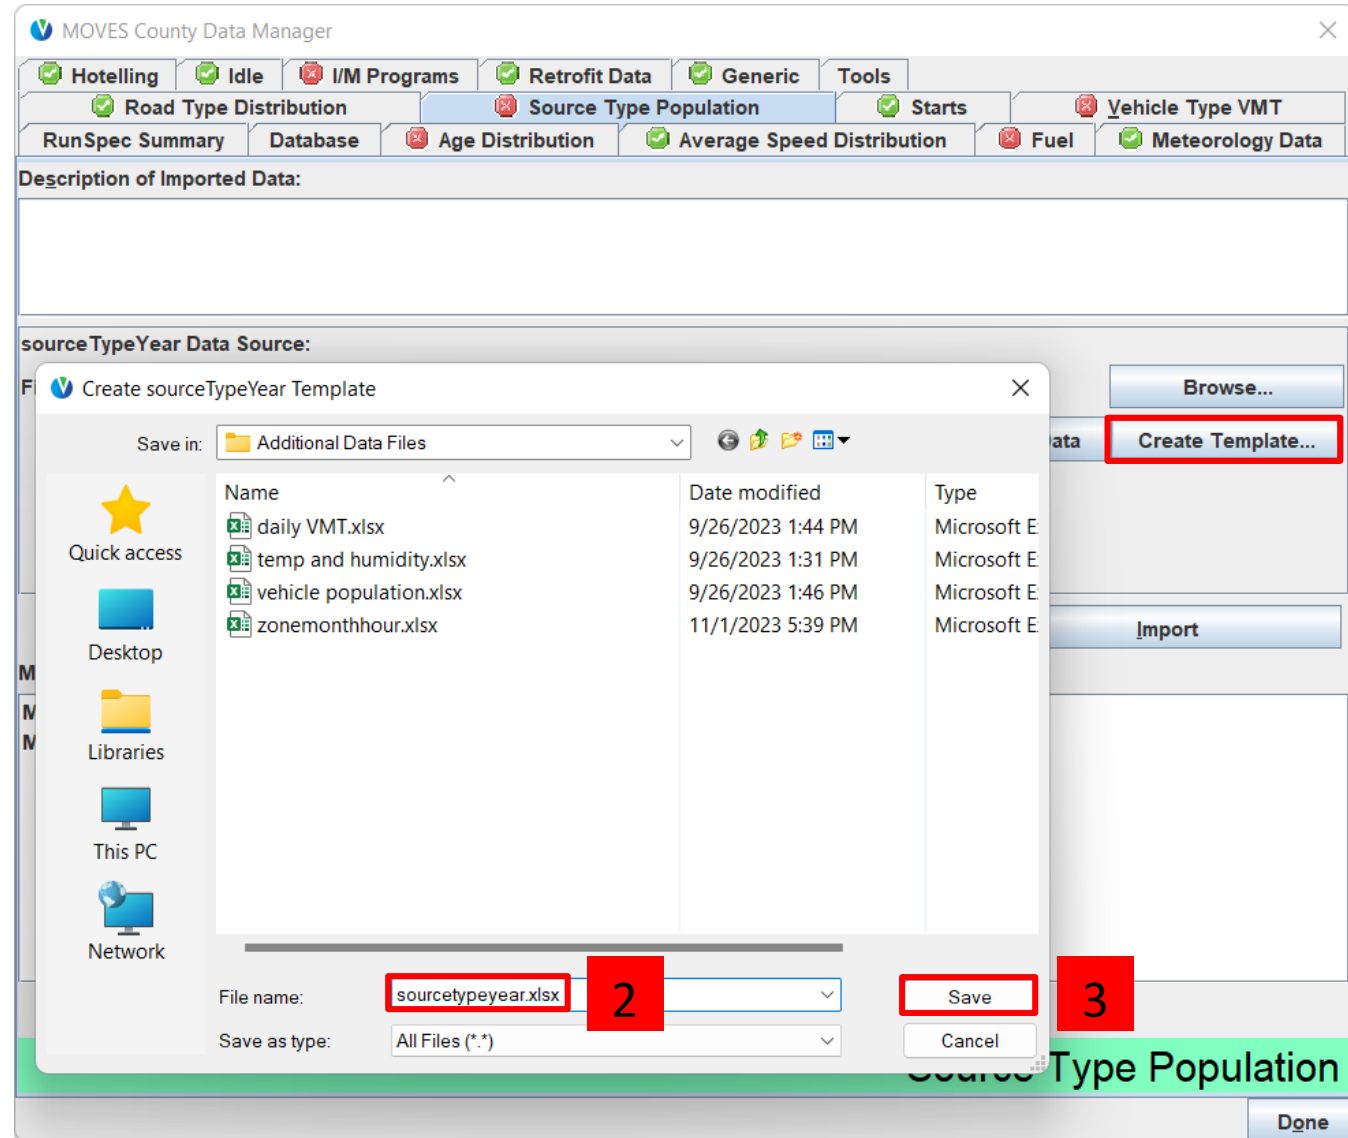 MOVES County Data Manager
Hotelling Idle I/M Programs Retrofit Data Generic Tools
Road Type Distribution Source Type Population Starts Vehicle Type VMT
RunSpec Summary Database Age Distribution Average Speed Distribution Fuel Meteorology Data
Description of Imported Data:
sourceTypeYear Data Source:
Create sourceTypeYear Template
Browse...
Save in: Additional Data Files
Create Template...
Name Date modified Type
daily VMT.xlsx 9/26/2023 1:44 PM Microsoft
temp and humidity.xlsx 9/26/2023 1:31 PM Microsoft
vehicle population.xlsx 9/26/2023 1:46 PM Microsoft
zonemonthhour.xlsx 11/1/2023 5:39 PM Microsoft
Quick access
Desktop
Libraries
This PC
Network
Import
File name: sourcetypeyear.xlsx 2 Save 3
Save as type: All Files (*.*) Cancel
Source Type Population
Done